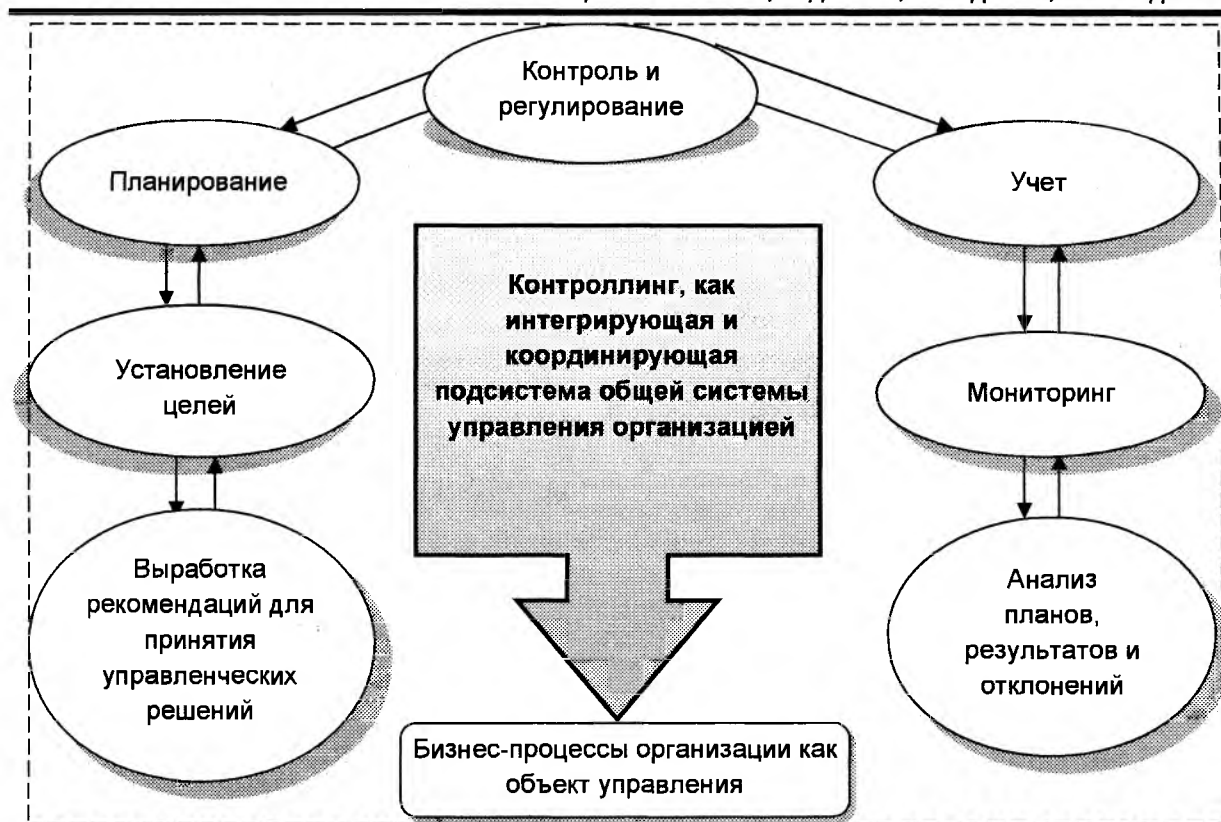 Контроль и
регулирование
Планирование
Учет
Контроллинг, как
интегрирующая и
координирующая
подсистема общей системы
управления организацией
Установление
целей
Мониторинг
Выработка
рекомендаций для
принятия
управленческих
решений
Анализ
планов,
результатов и
отклонений
Бизнес-процессы организации как
объект управления